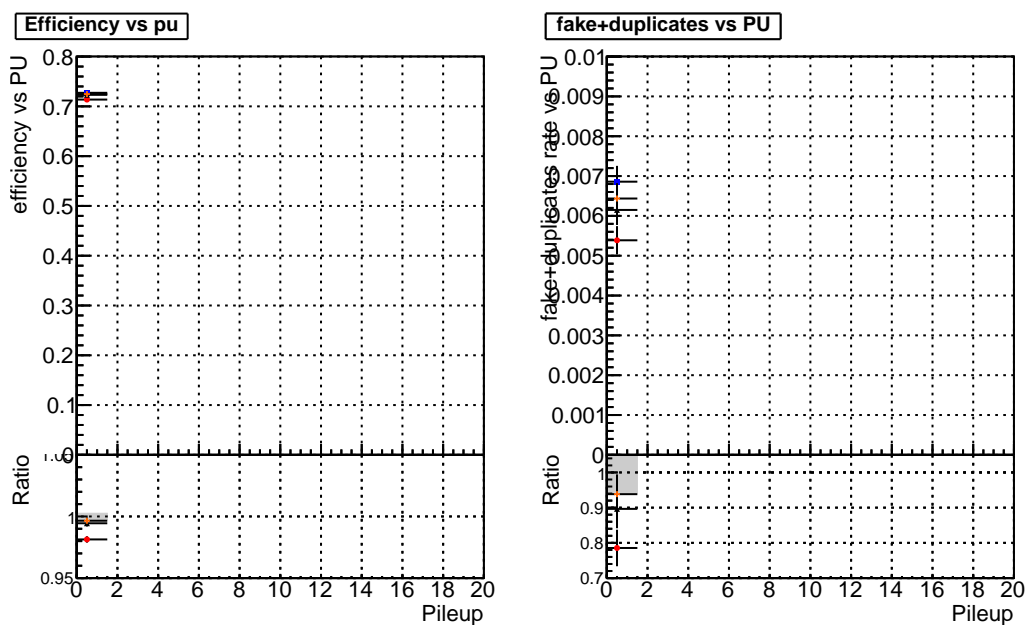 Efficiency vs pu
efficiency vs PU
0.8
0.7
0.6
0.5
0.4
0.3
0.2
0.1
0
Ratio
1
0.95
0 2 4 6 8 10 12 14 16 18 20
Pileup
fake+duplicates vs PU
fake+duplicates rate vs PU
0.01
0.009
0.008
0.007
0.006
0.005
0.004
0.003
0.002
0.001
0
Ratio
1
0.9
0.8
0.7
0 2 4 6 8 10 12 14 16 18 20
Pileup